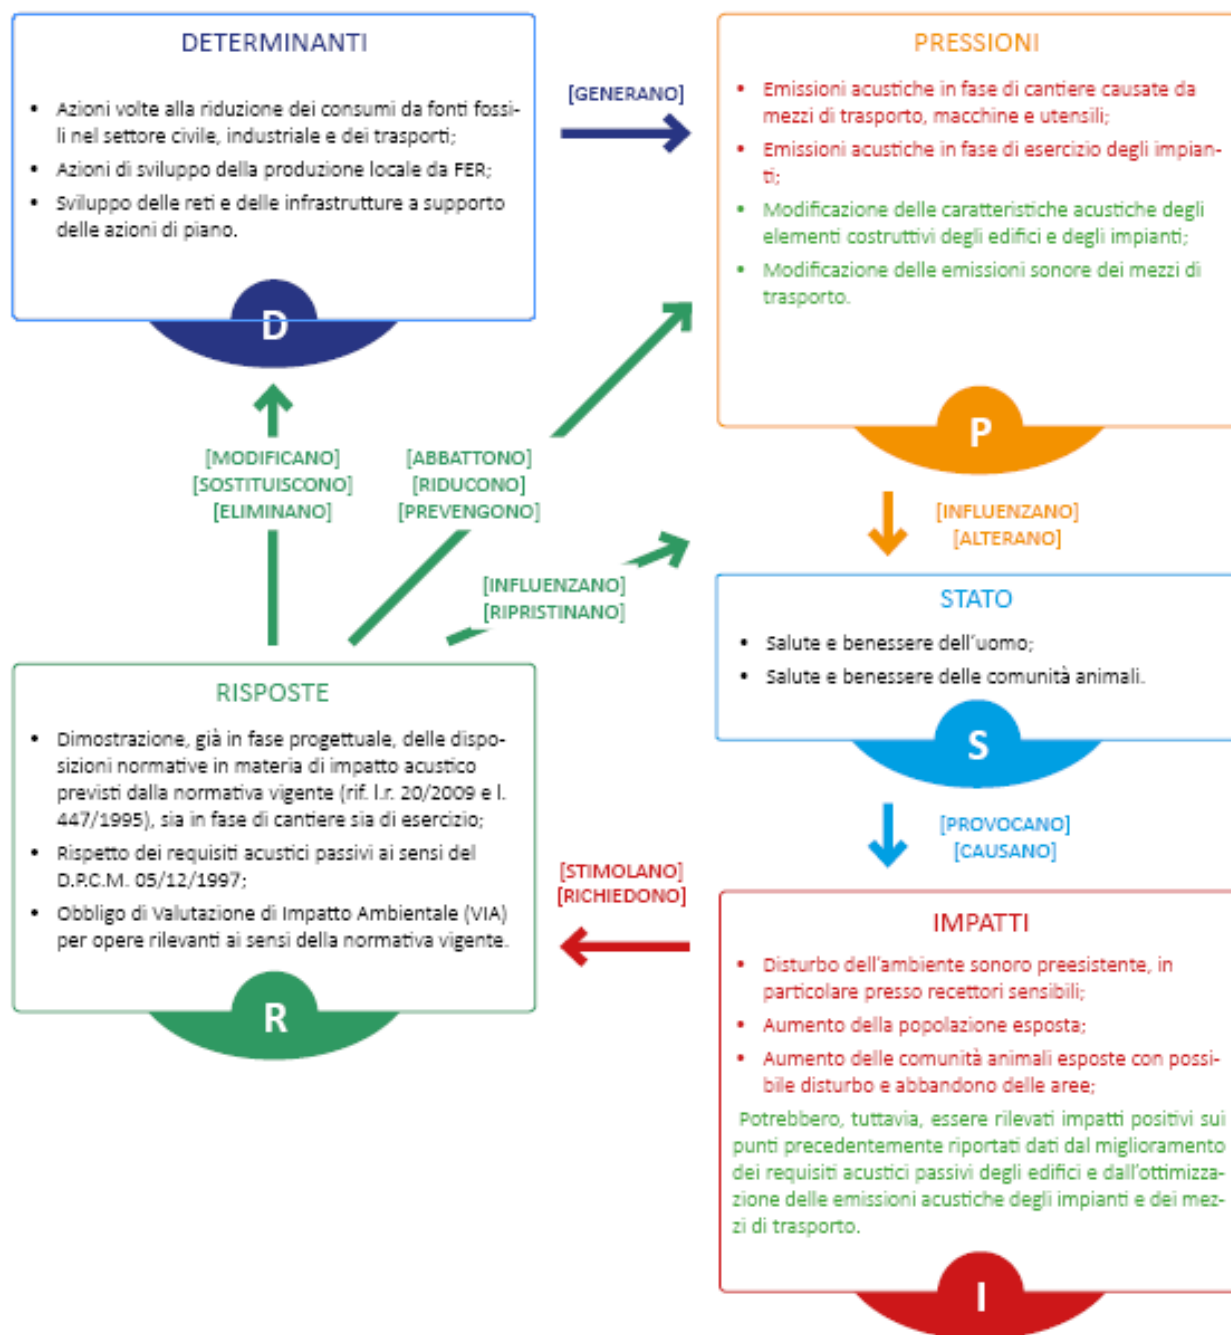 DETERMINANTI
• Azioni volte alla riduzione dei consumi da fonti fossi-
li nel settore civile, industriale e dei trasporti;
• Azioni di sviluppo della produzione locale da FER;
• Sviluppo delle reti e delle infrastrutture a supporto
delle azioni di piano.
D
[GENERANO]
PRESSIONI
• Emissioni acustiche in fase di cantiere causate da
mezzi di trasporto, macchine e utensili;
• Emissioni acustiche in fase di esercizio degli impian-
ti;
• Modificazione delle caratteristiche acustiche degli
elementi costruttivi degli edifici e degli impianti;
• Modificazione delle emissioni sonore dei mezzi di
trasporto.
P
[MODIFICANO]
[SOSTITUISCONO]
[ELIMINANO]
[ABBATTONO]
[RIDUCONO]
[PREVENGONO]
[INFLUENZANO]
[RIPRISTINANO]
[INFLUENZANO]
[ALTERANO]
STATO
• Salute e benessere dell'uomo;
• Salute e benessere delle comunità animali.
S
[PROVOCANO]
[CAUSANO]
RISPOSTE
• Dimostrazione, già in fase progettuale, delle dispo-
sizioni normative in materia di impatto acustico
previsti dalla normativa vigente (rif. l.r. 20/2009 e l.
447/1995), sia in fase di cantiere sia di esercizio;
• Rispetto dei requisiti acustici passivi ai sensi del
D.P.C.M. 05/12/1997;
• Obbligo di Valutazione di Impatto Ambientale (VIA)
per opere rilevanti ai sensi della normativa vigente.
R
[STIMOLANO]
[RICHIEDONO]
IMPATTI
• Disturbo dell'ambiente sonoro preesistente, in
particolare presso recettori sensibili;
• Aumento della popolazione esposta;
• Aumento delle comunità animali esposte con possi-
bile disturbo e abbandono delle aree;
Potrebbero, tuttavia, essere rilevati impatti positivi sui
punti precedentemente riportati dati dal miglioramento
dei requisiti acustici passivi degli edifici e dall'ottimizza-
zione delle emissioni acustiche degli impianti e dei mez-
zi di trasporto.
I